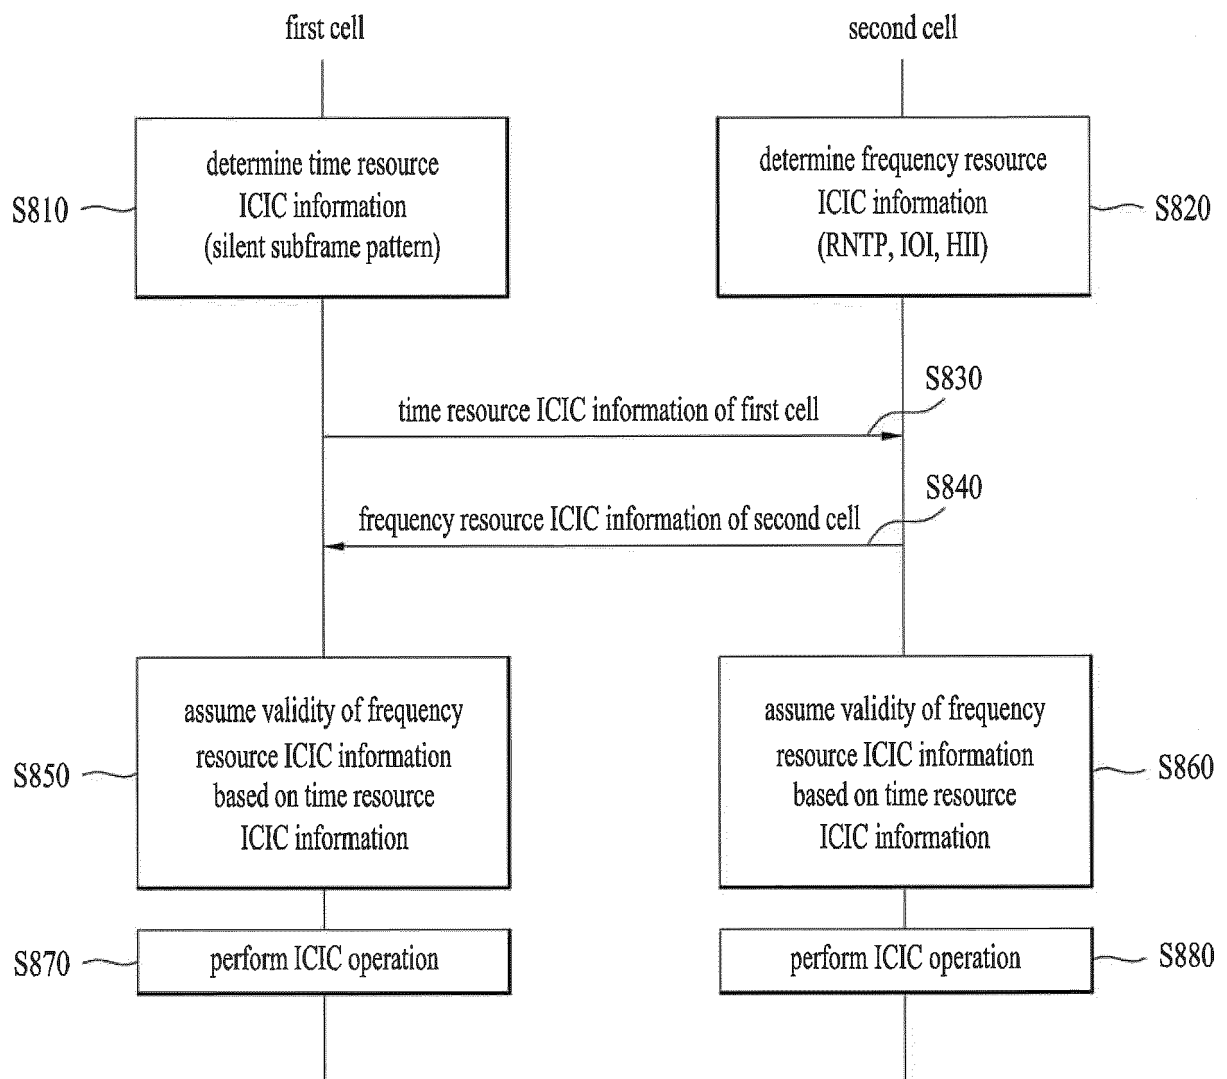 first cell
second cell
S810
determine time resource
ICIC information
(silent subframe pattern)
determine frequency resource
ICIC information
(RNTP, IOI, HII)
S820
S830
time resource ICIC information of first cell
S840
frequency resource ICIC information of second cell
S850
assume validity of frequency
resource ICIC information
based on time resource
ICIC information
assume validity of frequency
resource ICIC information
based on time resource
ICIC information
S860
S870
perform ICIC operation
perform ICIC operation
S880